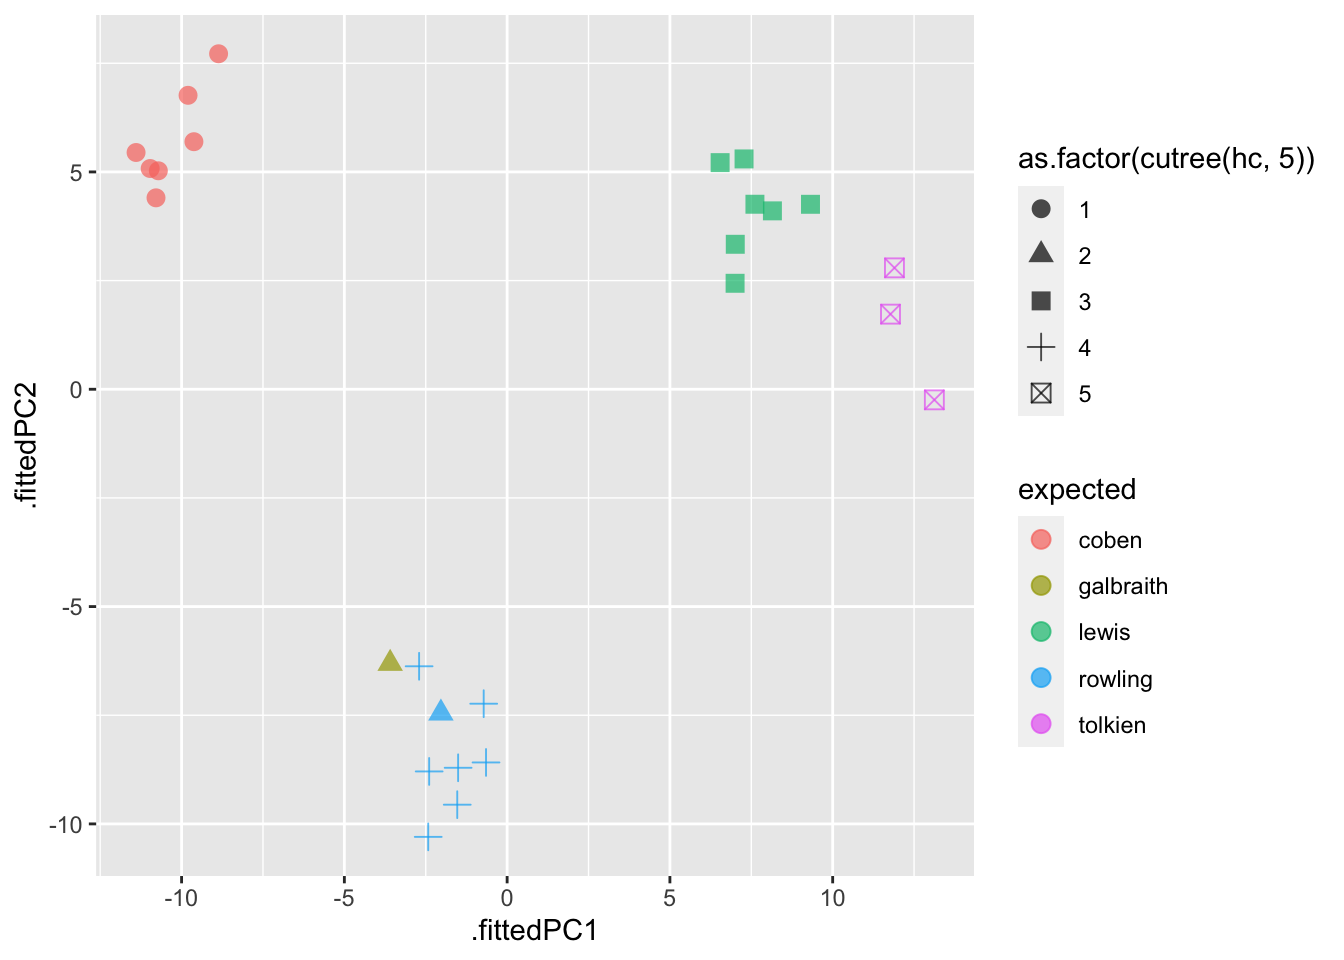 5
0
-5
-10
.fittedPC2
-10
-5
0
5
10
.fittedPC1
as.factor(cutree(hc, 5))
1
2
3
4
5
expected
coben
galbraith
lewis
rowling
tolkien